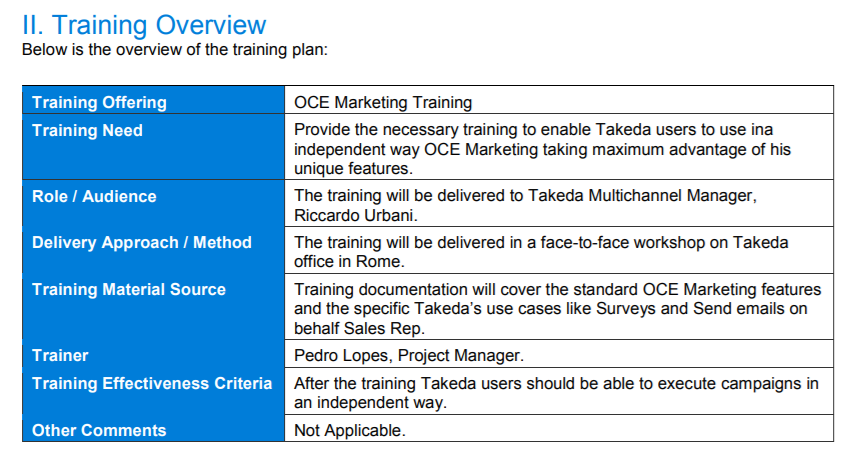 II. Training Overview
Below is the overview of the training plan:
Training Offering
OCE Marketing Training
Training Need
Provide the necessary training to enable Takeda users to use ina
independent way OCE Marketing taking maximum advantage of his
unique features.
Role / Audience
The training will be delivered to Takeda Multichannel Manager,
Riccardo Urbani.
Delivery Approach / Method
The training will be delivered in a face-to-face workshop on Takeda
office in Rome.
Training Material Source
Training documentation will cover the standard OCE Marketing features
and the specific Takeda’s use cases like Surveys and Send emails on
behalf Sales Rep.
Trainer
Pedro Lopes, Project Manager.
Training Effectiveness Criteria
After the training Takeda users should be able to execute campaigns in
an independent way.
Other Comments
Not Applicable.